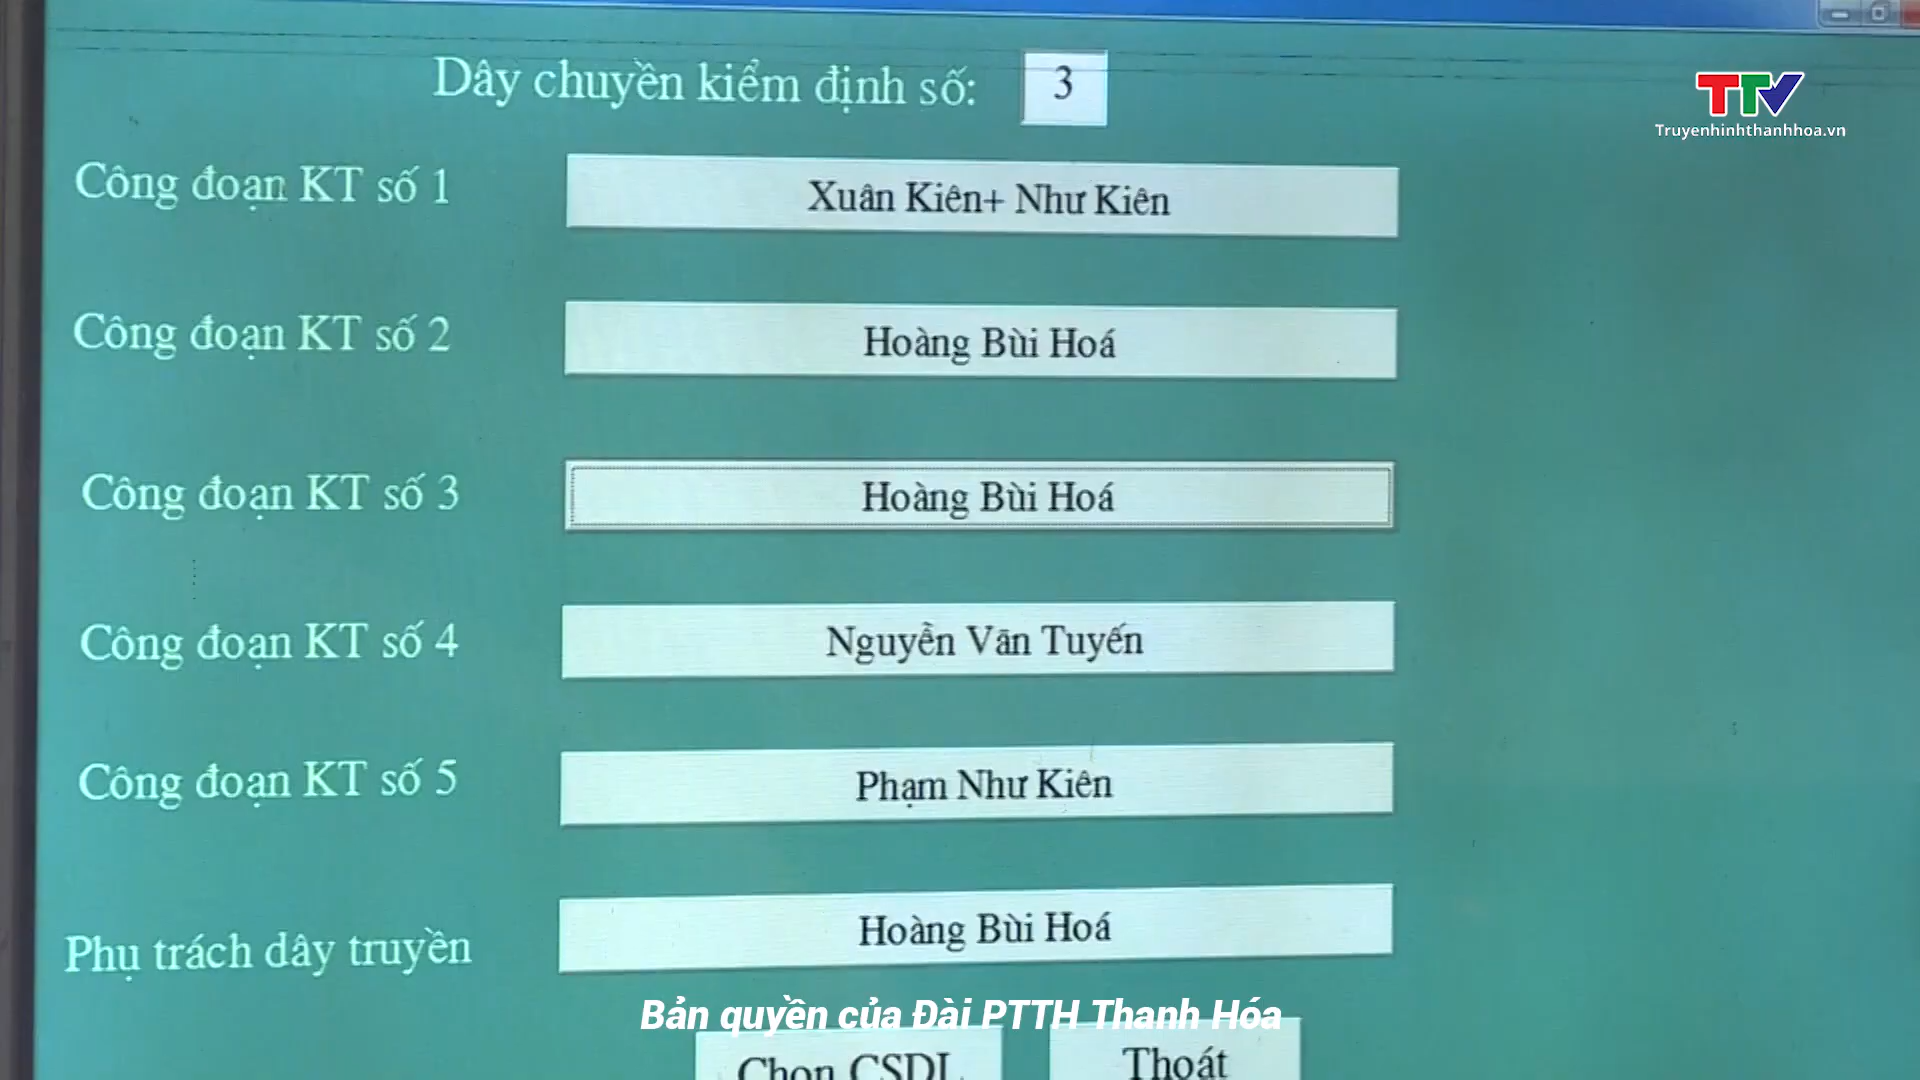 Dây chuyền kiểm định số: 3
TTV
Truyenhinhthanhhoa.vn
Công đoạn KT số 1 Xuân Kiên+ Như Kiên
Công đoạn KT số 2 Hoàng Bùi Hoá
Công đoạn KT số 3 Hoàng Bùi Hoá
Công đoạn KT số 4 Nguyễn Văn Tuyến
Công đoạn KT số 5 Phạm Như Kiên
Phụ trách dây truyền Hoàng Bùi Hoá
Bản quyền của Đài PTTH Thanh Hóa
Chọn CSDL Thoát